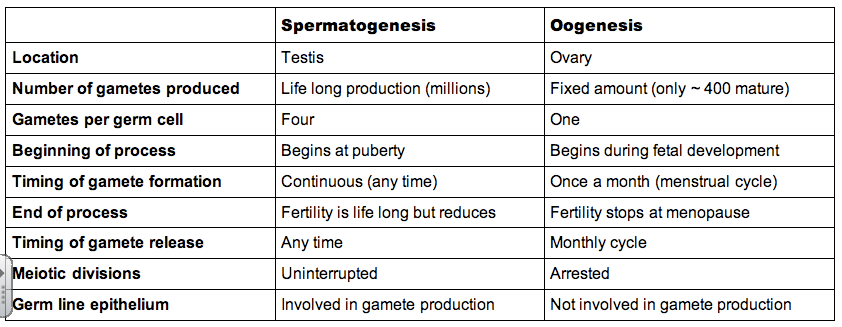 Spermatogenesis Oogenesis
Location Testis Ovary
Number of gametes produced Life long production (millions) Fixed amount (only ~ 400 mature)
Gametes per germ cell Four One
Beginning of process Begins at puberty Begins during fetal development
Timing of gamete formation Continuous (any time) Once a month (menstrual cycle)
End of process Fertility is life long but reduces Fertility stops at menopause
Timing of gamete release Any time Monthly cycle
Meiotic divisions Uninterrupted Arrested
Germ line epithelium Involved in gamete production Not involved in gamete production